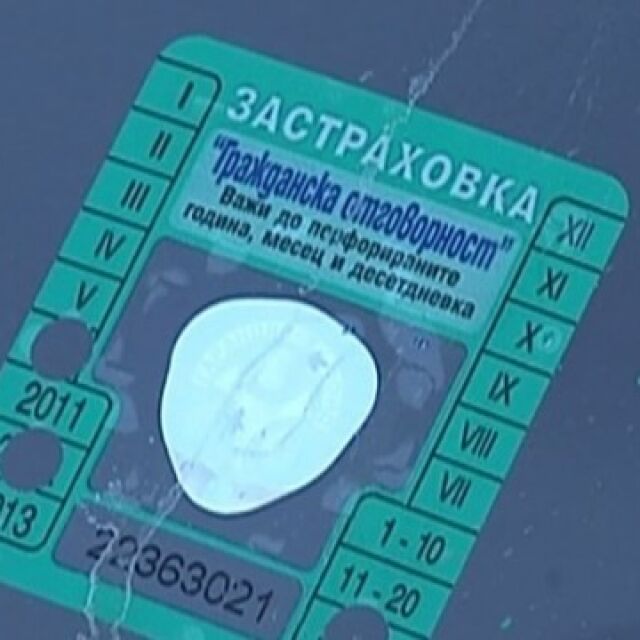 ЗАСТРАХОВКА
"Гражданска отговорност"
Важи до перфорираните
година, месец и десетдневка
I
II
III
IV
V
2011
XII
XI
X
IX
VIII
VII
1 - 10
11 - 20
22363021